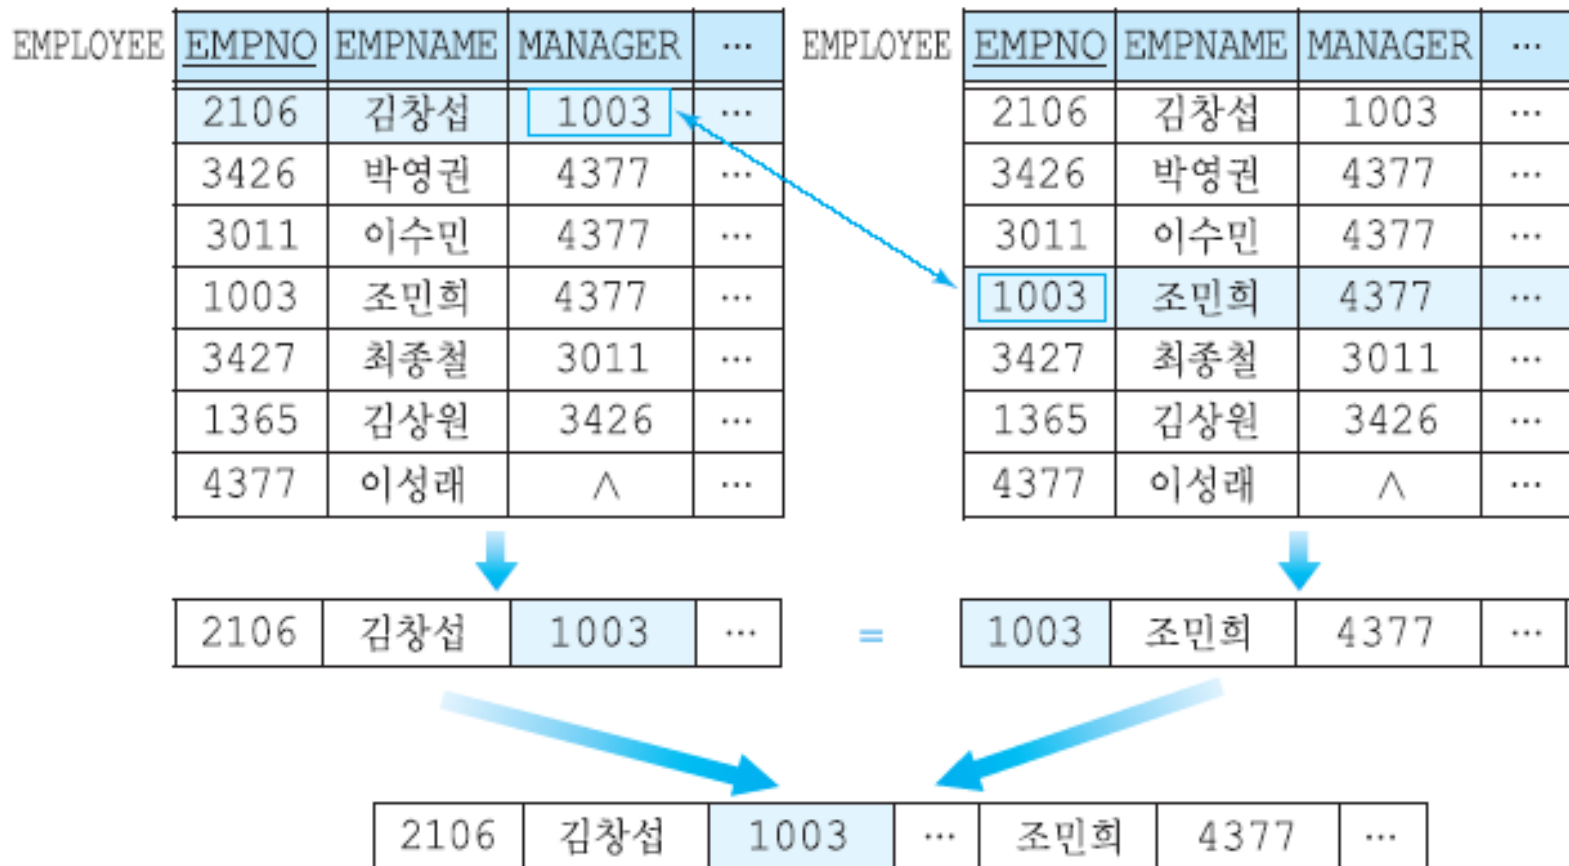 EMPLOYEE EMPNO EMPNAME MANAGER … EMPLOYEE EMPNO EMPNAME MANAGER …
2106 김창섭 1003 … 2106 김창섭 1003 …
3426 박영권 4377 … 3426 박영권 4377 …
3011 이수민 4377 … 3011 이수민 4377 …
1003 조민희 4377 … 1003 조민희 4377 …
3427 최종철 3011 … 3427 최종철 3011 …
1365 김상원 3426 … 1365 김상원 3426 …
4377 이성래 ∧ … 4377 이성래 ∧ …
2106 김창섭 1003 … = 1003 조민희 4377 …
2106 김창섭 1003 … 조민희 4377 …